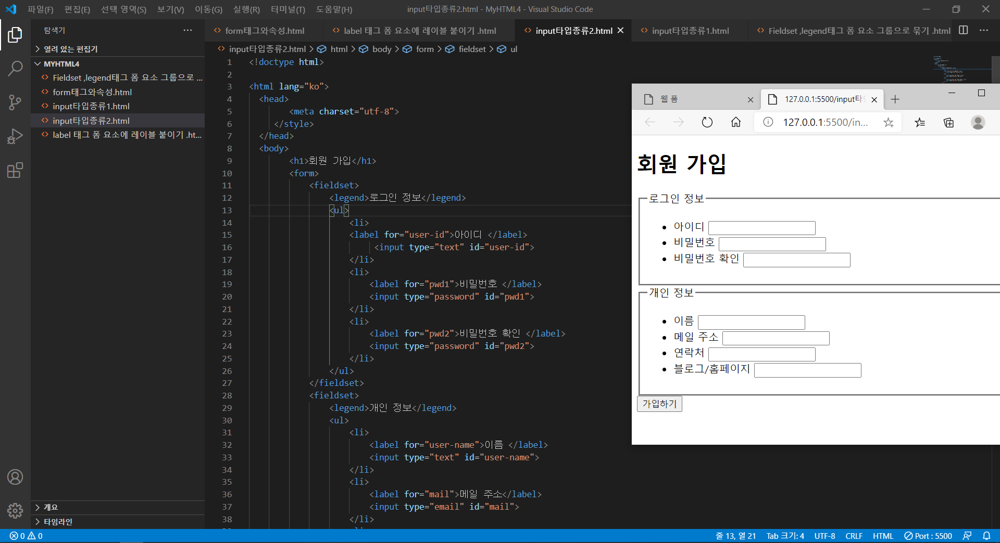 파일(F) 편집(E) 선택 영역(S) 보기(V) 이동(G) 실행(R) 터미널(T) 도움말(H) input타입종류2.html - MyHTML4 - Visual Studio Code
탐색기
열려 있는 편집기
MYHTML4
Fieldset ,legend태그 폼 요소 그룹으로 ...
form태그와속성.html
input타입종류1.html
input타입종류2.html
label 태그 폼 요소에 레이블 붙이기 .ht...
개요
타임라인
form태그와속성.html label 태그 폼 요소에 레이블 붙이기 .html input타입종류2.html input타입종류1.html Fieldset ,legend태그 폼 요소 그룹으로 묶기 .html
input타입종류2.html > html > body > form > fieldset > ul
1 <!doctype html>
2
3 <html lang="ko">
4 <head>
5 <meta charset="utf-8">
6 </style>
7 </head>
8 <body>
9 <h1>회원 가입</h1>
10 <form>
11 <fieldset>
12 <legend>로그인 정보</legend>
13 <ul>
14 <li>
15 <label for="user-id">아이디 </label>
16 <input type="text" id="user-id">
17 </li>
18 <li>
19 <label for="pwd1">비밀번호 </label>
20 <input type="password" id="pwd1">
21 </li>
22 <li>
23 <label for="pwd2">비밀번호 확인 </label>
24 <input type="password" id="pwd2">
25 </li>
26 </ul>
27 </fieldset>
28 <fieldset>
29 <legend>개인 정보</legend>
30 <ul>
31 <li>
32 <label for="user-name">이름 </label>
33 <input type="text" id="user-name">
34 </li>
35 <li>
36 <label for="mail">메일 주소</label>
37 <input type="email" id="mail">
38 </li>
웹 폼 127.0.0.1:5500/input타입
127.0.0.1:5500/in...
회원 가입
로그인 정보
아이디
비밀번호
비밀번호 확인
개인 정보
이름
메일 주소
연락처
블로그/홈페이지
가입하기
0 0 줄 13, 열 21 Tab 크기: 4 UTF-8 CRLF HTML Port : 5500